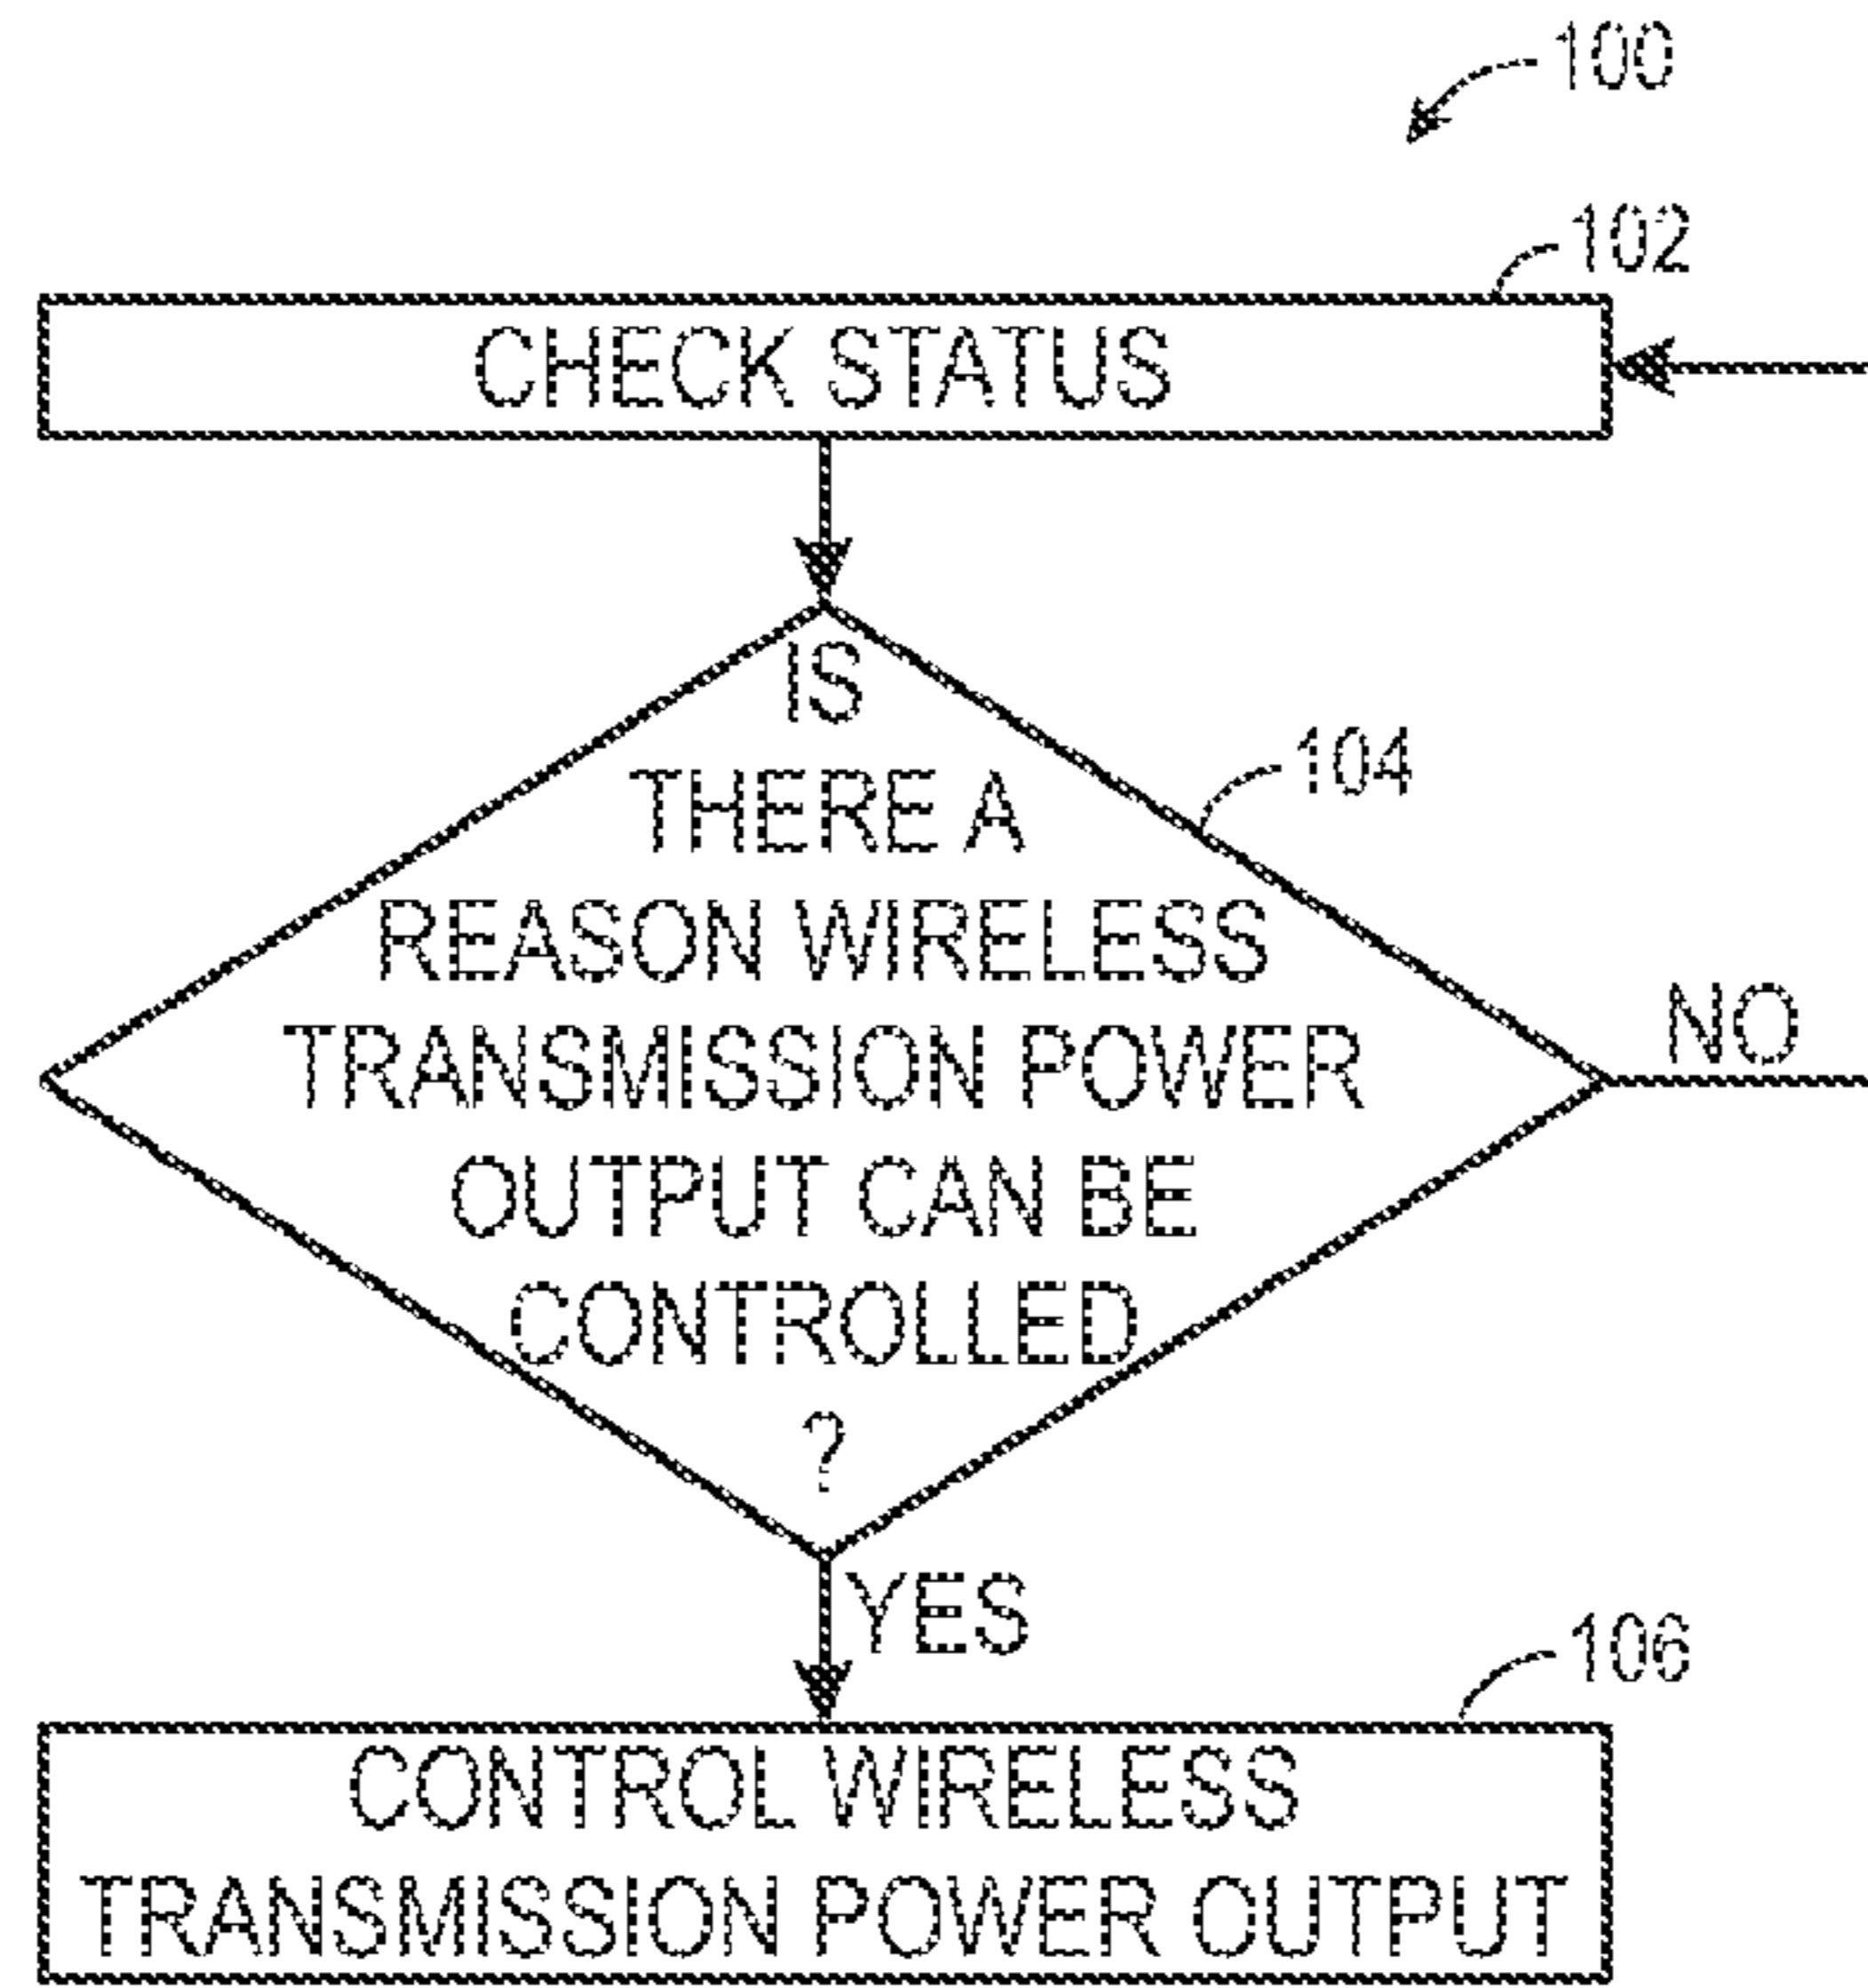 100
102
CHECK STATUS
IS
THERE A
104
REASON WIRELESS
TRANSMISSION POWER
NO
OUTPUT CAN BE
CONTROLLED
?
YES
106
CONTROL WIRELESS
TRANSMISSION POWER OUTPUT